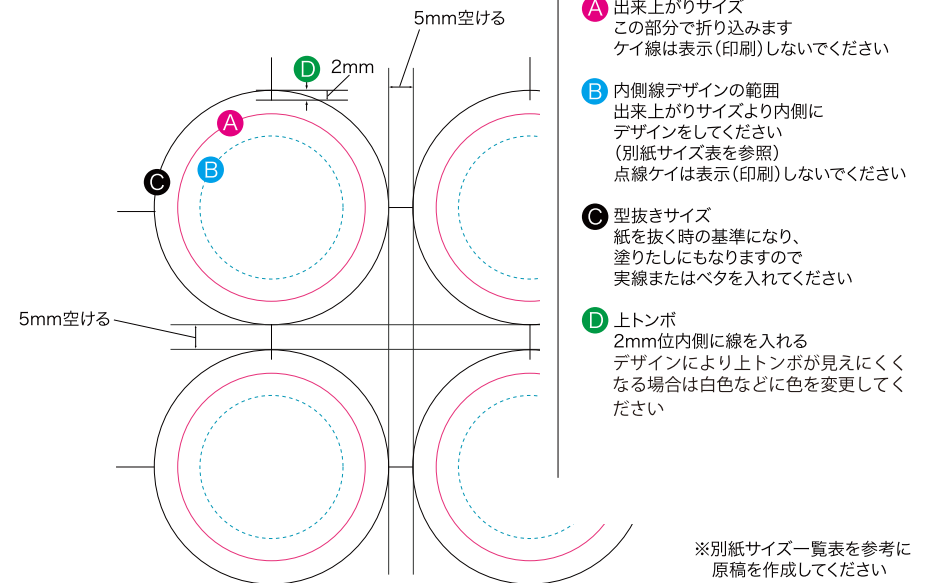 5mm空ける
D
2mm
A
B
C
5mm空ける
A 出来上がりサイズ
この部分で折り込みます
ケイ線は表示（印刷）しないでください
B 内側線デザインの範囲
出来上がりサイズより内側に
デザインをしてください
（別紙サイズ表を参照）
点線ケイは表示（印刷）しないでください
C 型抜きサイズ
紙を抜く時の基準になり、
塗りたしにもなりますので
実線またはベタを入れてください
D 上トンボ
2mm位内側に線を入れる
デザインにより上トンボが見えにくく
なる場合は白色などに色を変更してく
ださい
※別紙サイズ一覧表を参考に
原稿を作成してください